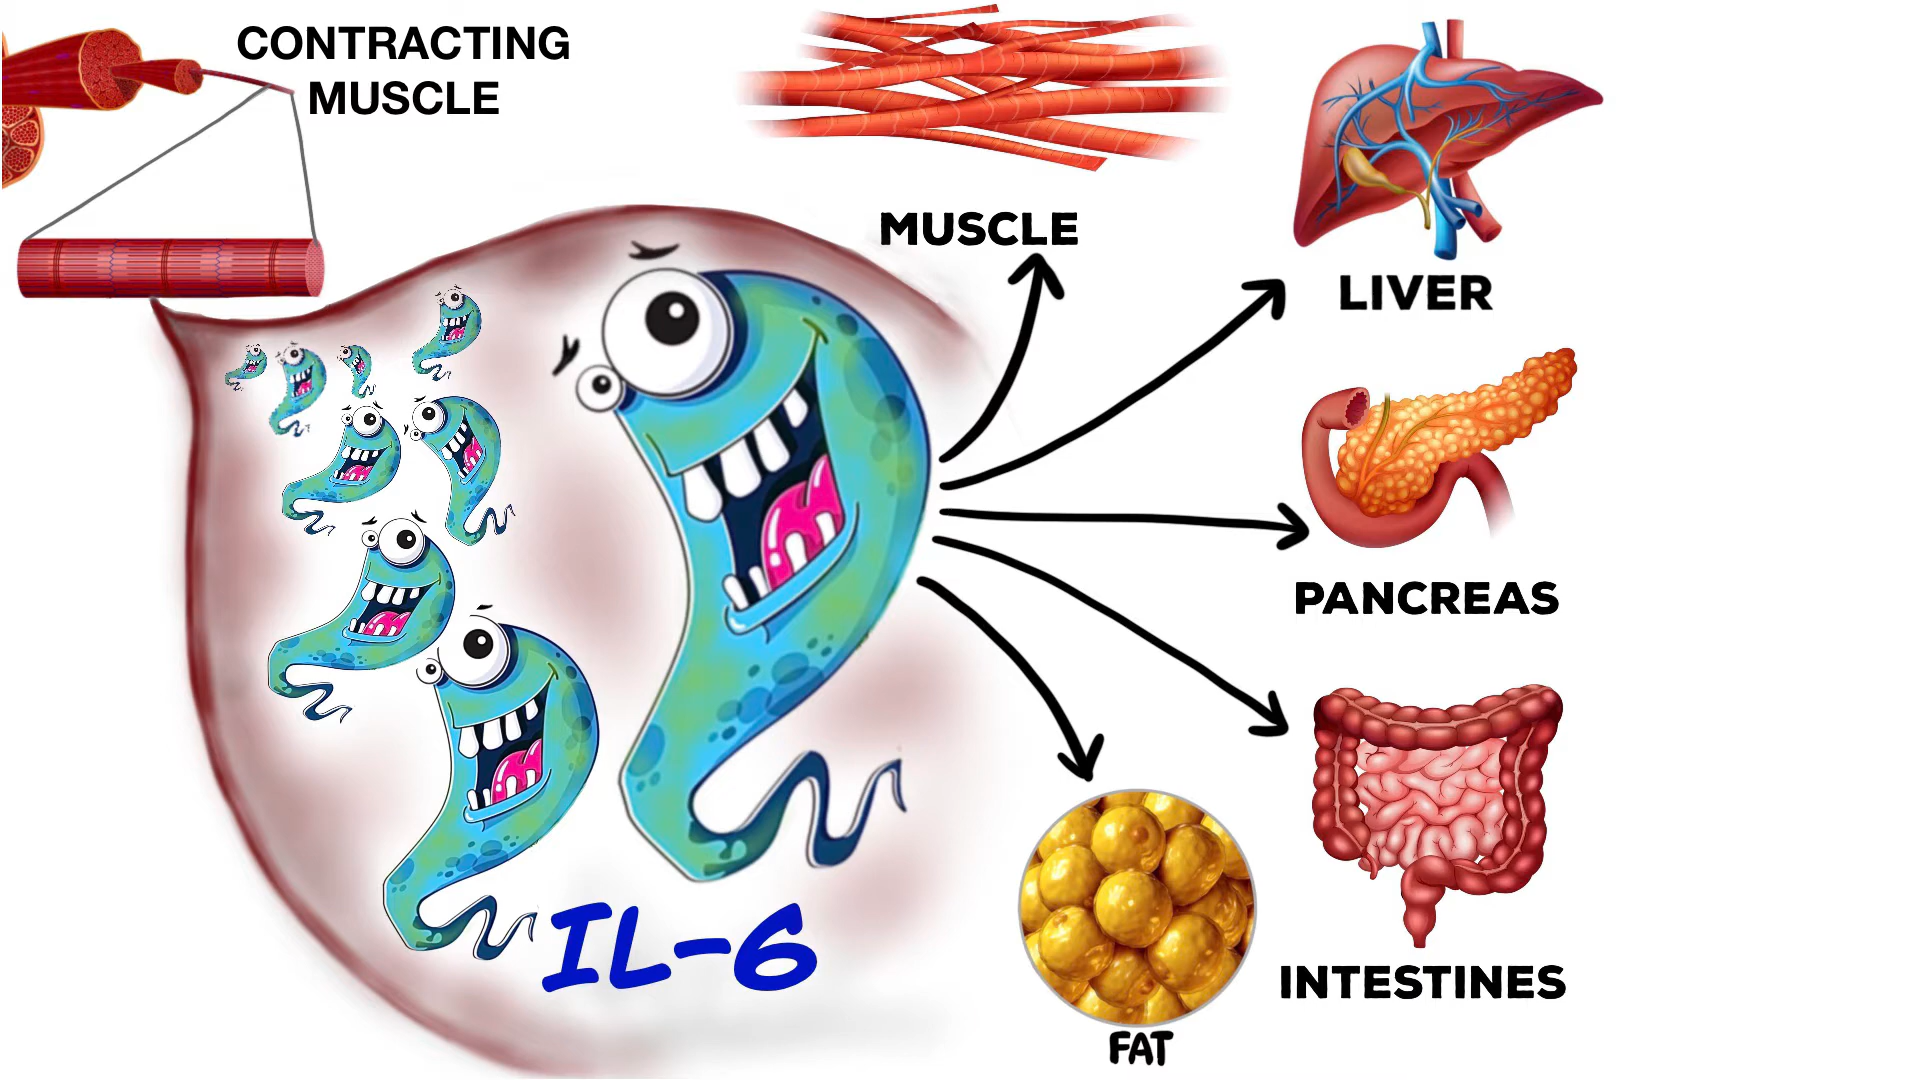 CONTRACTING
MUSCLE
MUSCLE
LIVER
PANCREAS
INTESTINES
FAT
IL-6